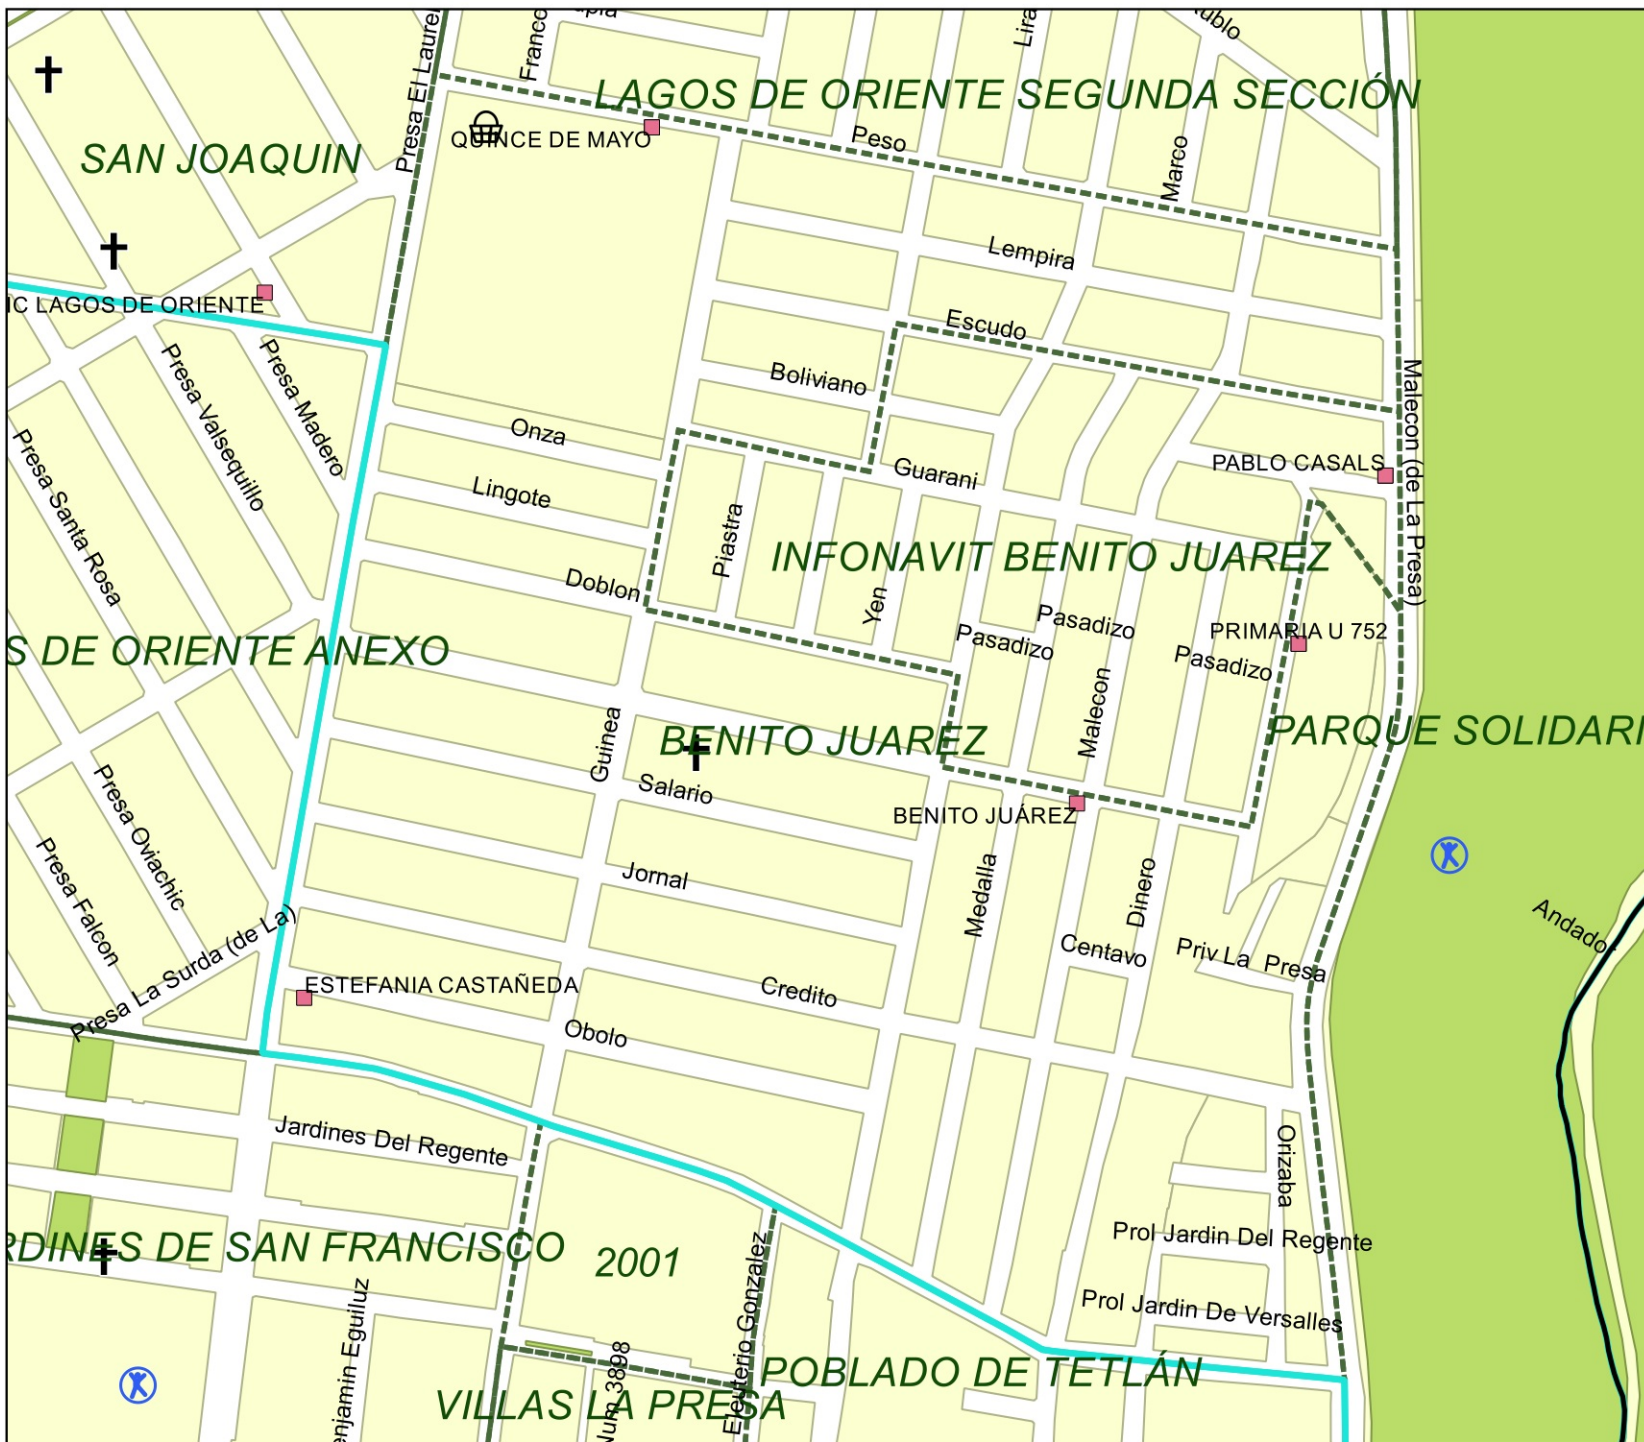 Rublo
Lira
Franco
Presa El Laurel
LAGOS DE ORIENTE SEGUNDA SECCIÓN
QUINCE DE MAYO
Peso
SAN JOAQUIN
Marco
Lempira
IC LAGOS DE ORIENTE
Escudo
Presa Valsequillo
Presa Madero
Boliviano
Malecon (de La Presa)
Onza
Presa Santa Rosa
Guarani
PABLO CASALS
Lingote
Piastra
INFONAVIT BENITO JUAREZ
Doblon
Yen
Pasadizo
Pasadizo
PRIMARIA U 752
Pasadizo
S DE ORIENTE ANEXO
Malecon
Guinea
BENITO JUAREZ
PARQUE SOLIDARI
Salario
Presa Oviachic
BENITO JUÁREZ
Presa Falcon
Jornal
Medalla
Dinero
Andador
Presa La Surda (de La)
Centavo
Priv La Presa
ESTEFANIA CASTAÑEDA
Credito
Obolo
Jardines Del Regente
Orizaba
RDINES DE SAN FRANCISCO
2001
Prol Jardin Del Regente
Eleuterio Gonzalez
Prol Jardin De Versalles
enjamin Eguiluz
Num 3898
POBLADO DE TETLÁN
VILLAS LA PRESA